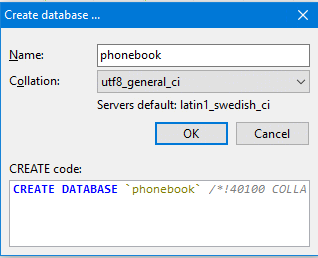 Create database ...
Name: phonebook
Collation: utf8_general_ci
Servers default: latin1_swedish_ci
OK Cancel
CREATE code:
CREATE DATABASE `phonebook` /*!40100 COLLA